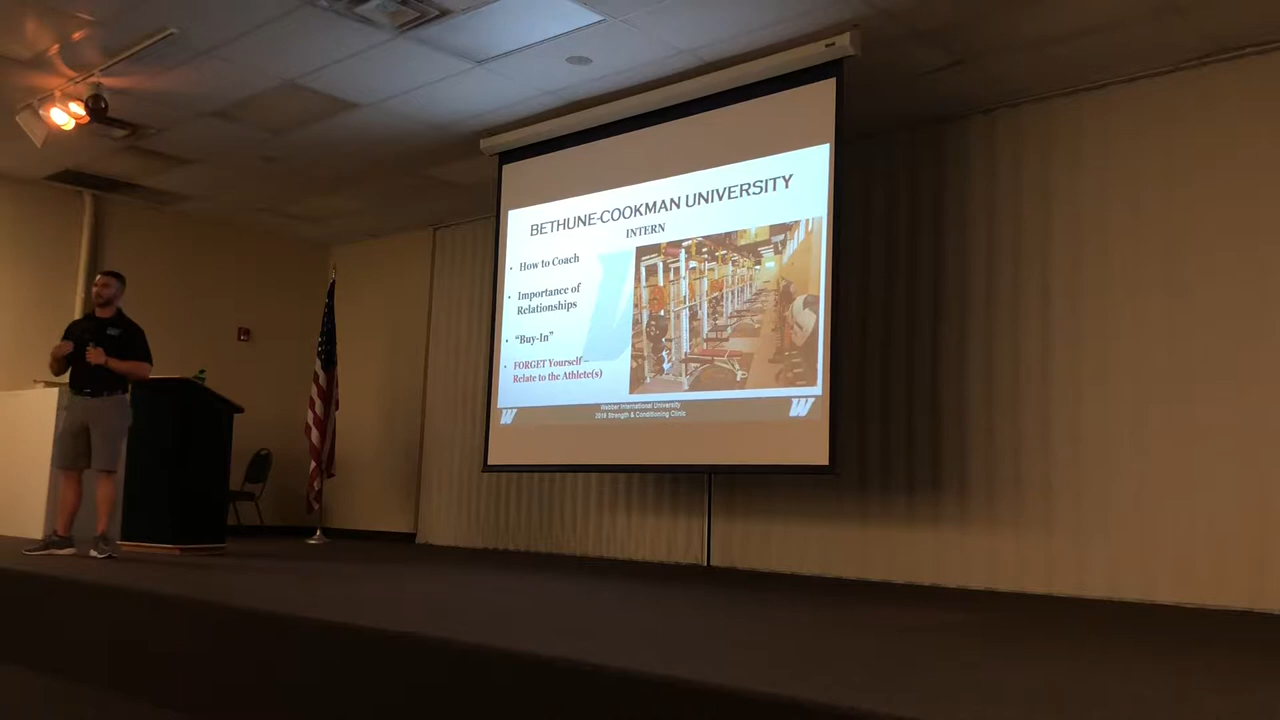 BETHUNE-COOKMAN UNIVERSITY
INTERN
• How to Coach
• Importance of
Relationships
• “Buy-In”
• FORGET Yourself –
Relate to the Athlete(s)
W
Webber International University
2018 Strength & Conditioning Clinic
W